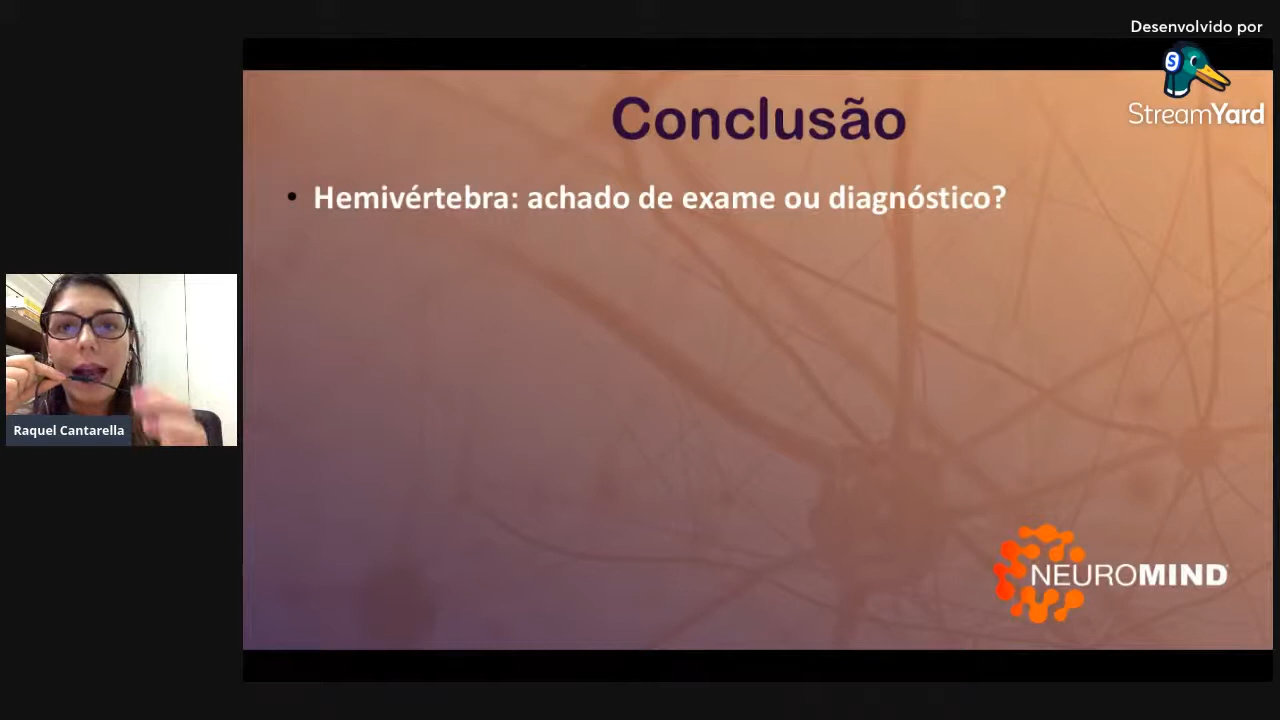 Desenvolvido por
StreamYard
Conclusão
• Hemivértebra: achado de exame ou diagnóstico?
Raquel Cantarella
NEUROMIND